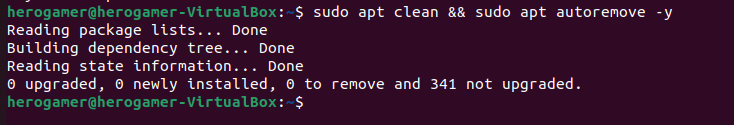 herogamer@herogamer-VirtualBox:~$ sudo apt clean && sudo apt autoremove -y
Reading package lists... Done
Building dependency tree... Done
Reading state information... Done
0 upgraded, 0 newly installed, 0 to remove and 341 not upgraded.
herogamer@herogamer-VirtualBox:~$